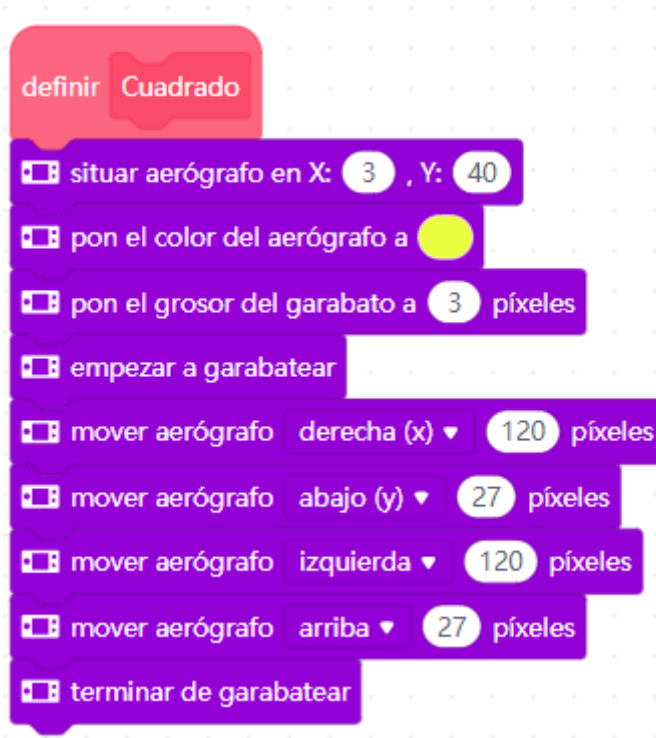 definir Cuadrado
situar aerógrafo en X: 3 , Y: 40
pon el color del aerógrafo a
pon el grosor del garabato a 3 píxeles
empezar a garabatear
mover aerógrafo derecha (x) 120 píxeles
mover aerógrafo abajo (y) 27 píxeles
mover aerógrafo izquierda 120 píxeles
mover aerógrafo arriba 27 píxeles
terminar de garabatear